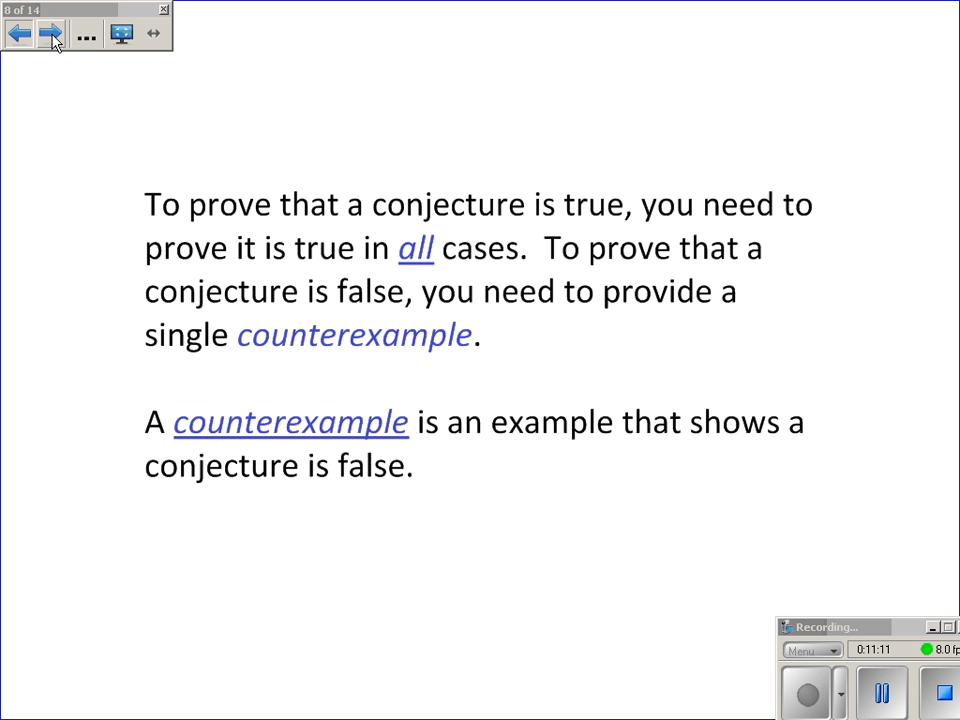 8 of 14
To prove that a conjecture is true, you need to
prove it is true in all cases. To prove that a
conjecture is false, you need to provide a
single counterexample.
A counterexample is an example that shows a
conjecture is false.
Recording...
Menu
0:11:11
8.0 fp